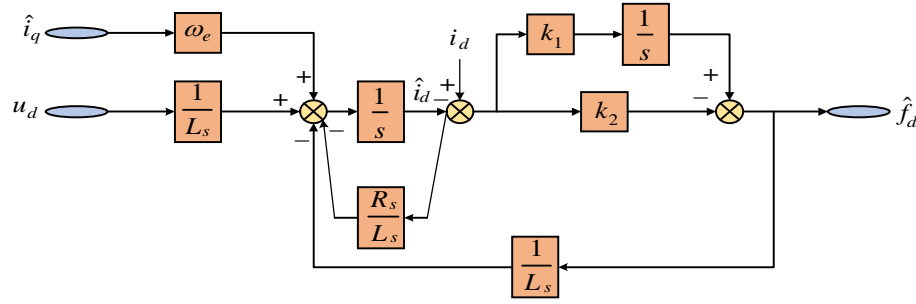 î_q
ω_e
+
u_d
1/L_s
+
−
−
1/s
î_d
−
i_d
+
k_1
1/s
+
k_2
−
f̂_d
R_s/L_s
1/L_s